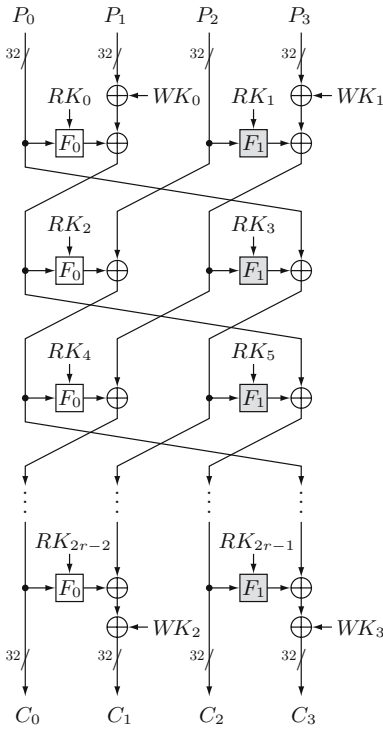 P₀ P₁ P₂ P₃
32 32 32 32
WK₀ WK₁
RK₀ RK₁
F₀ F₁
RK₂ RK₃
F₀ F₁
RK₄ RK₅
F₀ F₁
RK₂ᵣ₋₂ RK₂ᵣ₋₁
F₀ F₁
WK₂ WK₃
32 32 32 32
C₀ C₁ C₂ C₃